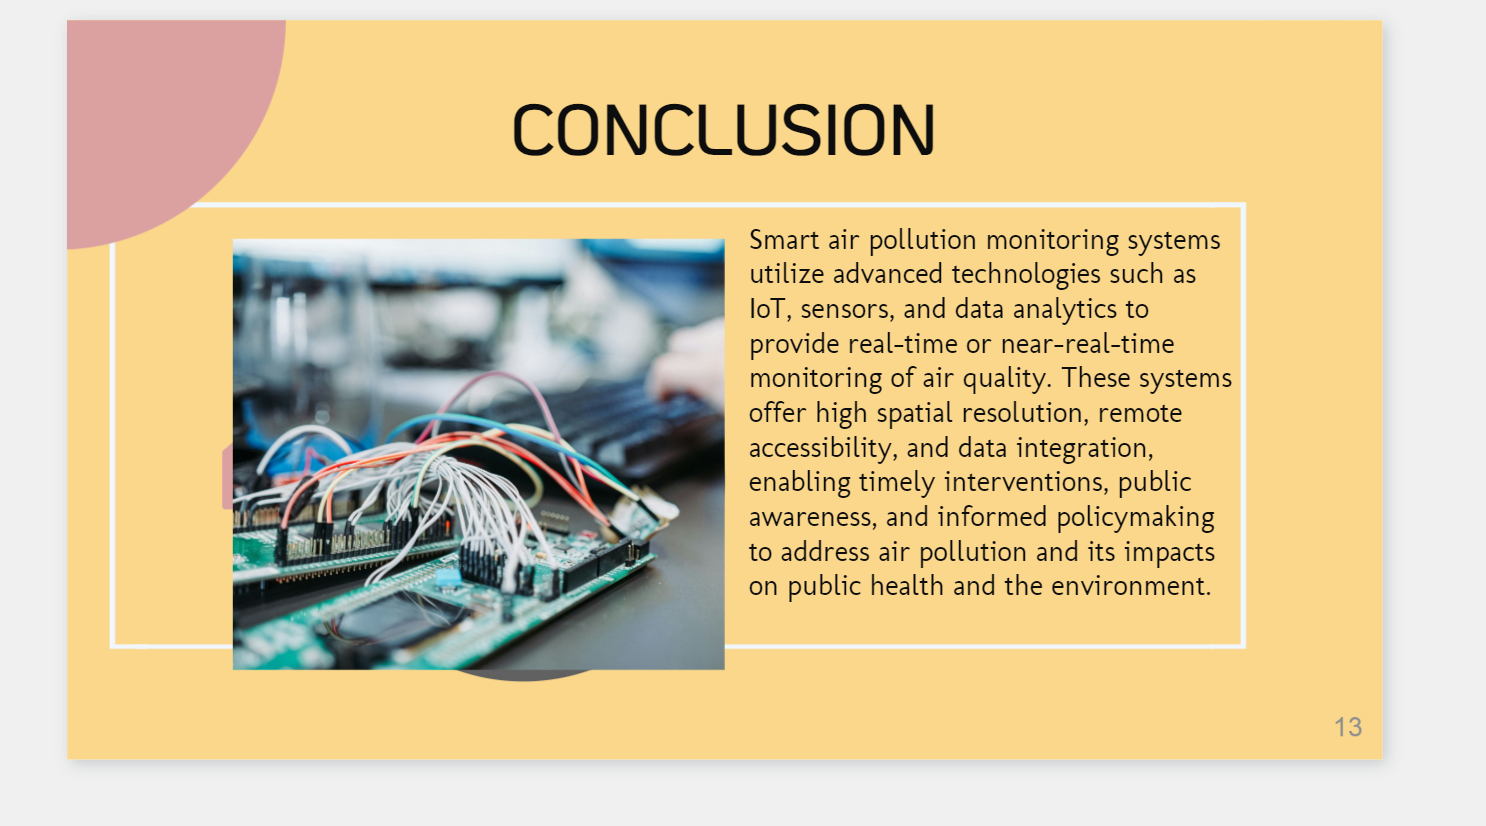 CONCLUSION
Smart air pollution monitoring systems
utilize advanced technologies such as
IoT, sensors, and data analytics to
provide real-time or near-real-time
monitoring of air quality. These systems
offer high spatial resolution, remote
accessibility, and data integration,
enabling timely interventions, public
awareness, and informed policymaking
to address air pollution and its impacts
on public health and the environment.
13